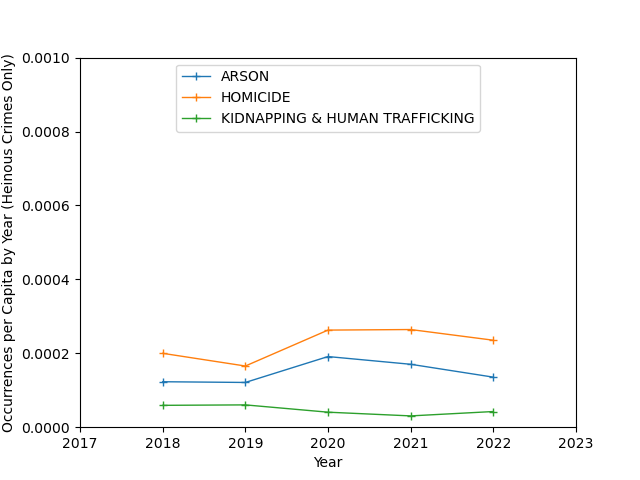 ARSON
HOMICIDE
KIDNAPPING & HUMAN TRAFFICKING
Occurrences per Capita by Year (Heinous Crimes Only)
0.0010
0.0008
0.0006
0.0004
0.0002
0.0000
2017 2018 2019 2020 2021 2022 2023
Year